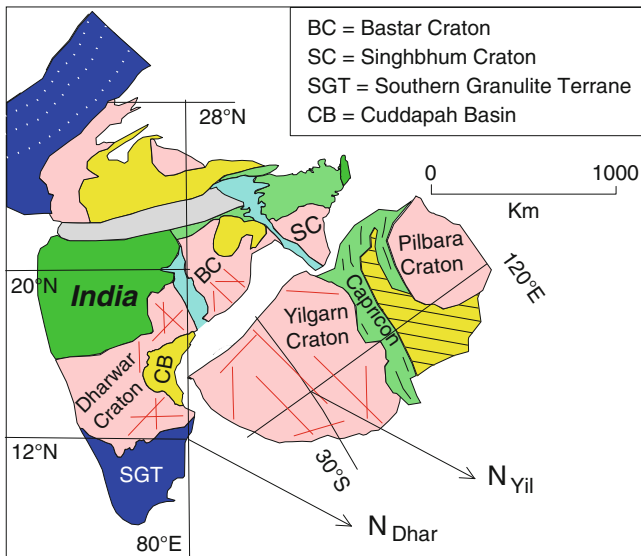 BC = Bastar Craton
SC = Singhbhum Craton
SGT = Southern Granulite Terrane
CB = Cuddapah Basin
28°N
0
1000
Km
SC
Pilbara
Craton
BC
120°E
20°N
India
Capricon
Yilgarn
Craton
CB
Dharwar
Craton
12°N
30°S
SGT
N Yil
N Dhar
80°E